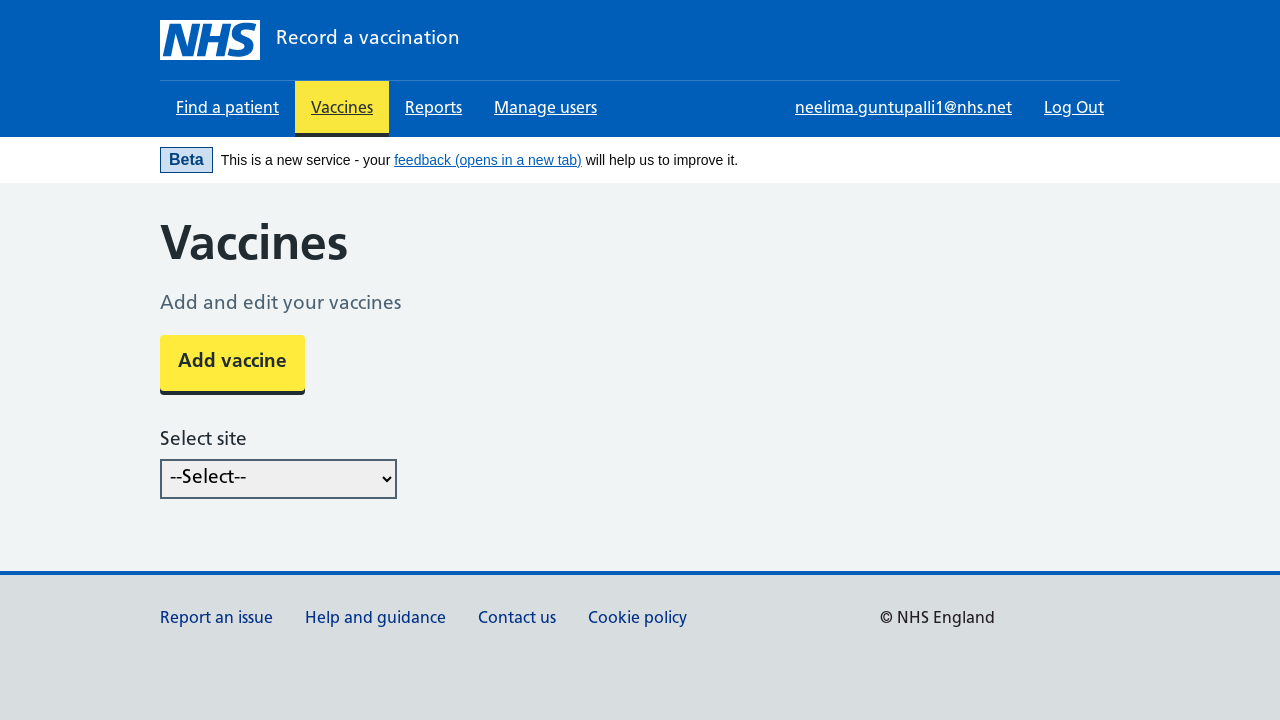 NHS Record a vaccination
Find a patient Vaccines Reports Manage users neelima.guntupalli1@nhs.net Log Out
Beta This is a new service - your feedback (opens in a new tab) will help us to improve it.
Vaccines
Add and edit your vaccines
Add vaccine
Select site
--Select--
Report an issue Help and guidance Contact us Cookie policy © NHS England